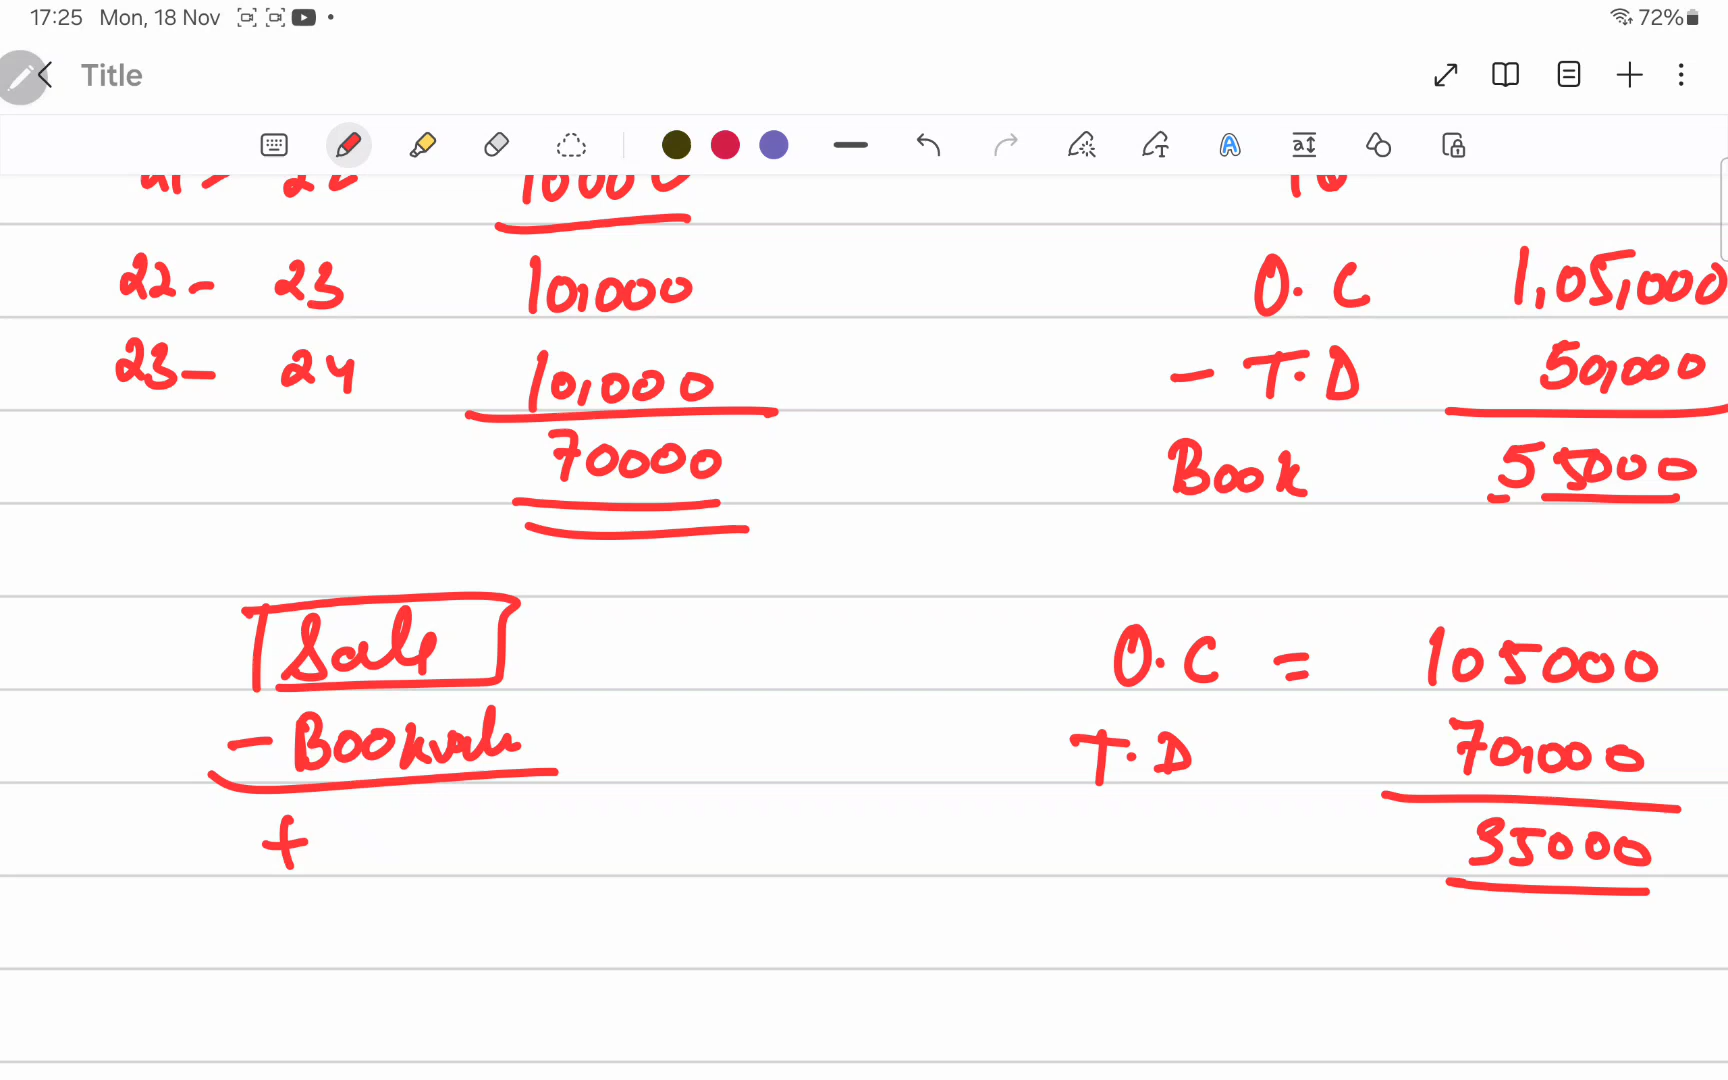 17:25 Mon, 18 Nov 72%
Title
22 - 23 10,000 O.C 1,05,000
23 - 24 10,000 - T.D 50,000
70000 Book 55000
Sale O.C = 105000
- Bookvale T.D 70,000
+ 35000